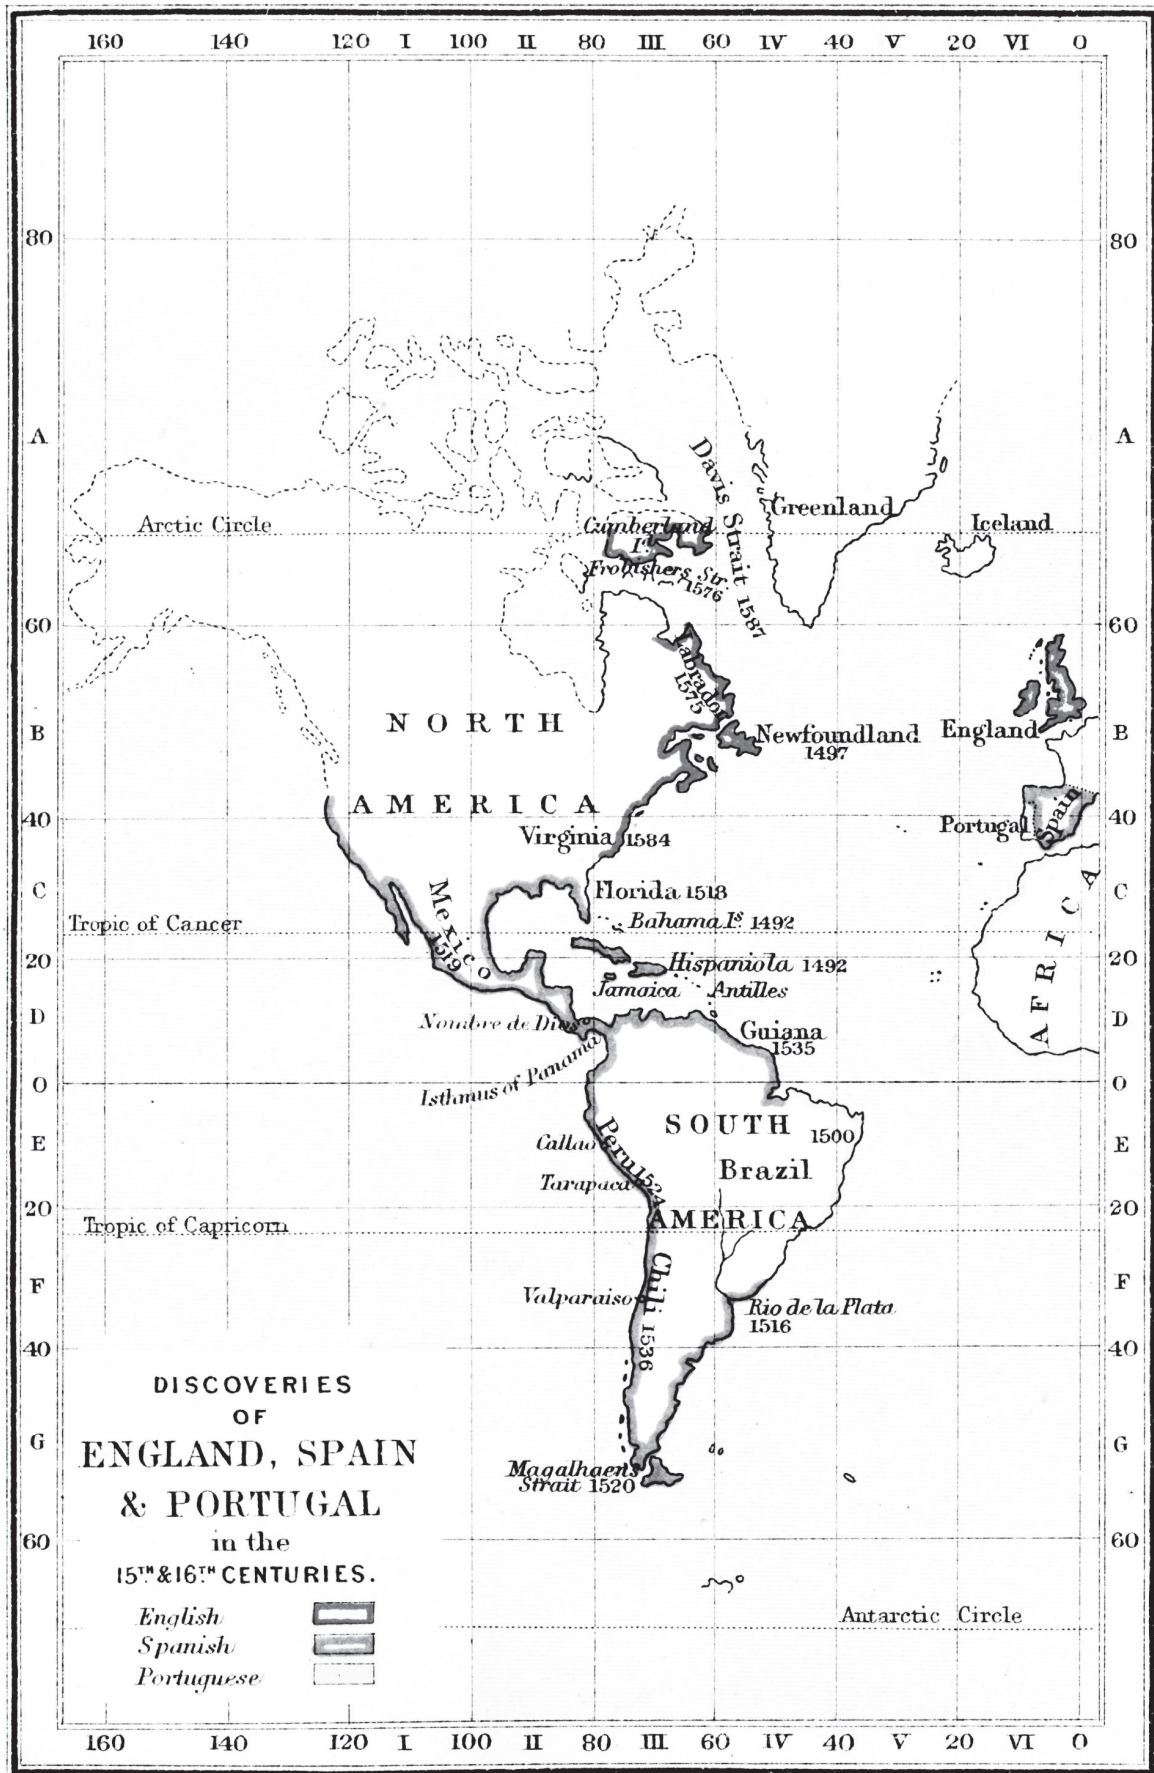 160 140 120 I 100 II 80 III 60 IV 40 V 20 VI 0
80 80
A A
Davis Strait 1587
Greenland
Arctic Circle
Iceland
Cumberland
Id.
Frobishers Str.
1576
60 60
Labrador
1575
NORTH
B B
Newfoundland
1497
England
AMERICA
Spain
40 40
Portugal
Virginia 1584
C C
Mexico
1519
Florida 1518
AFRICA
Tropic of Cancer
Bahama Is. 1492
20 20
Hispaniola 1492
Jamaica Antilles
D D
Nombre de Dios
Guiana
1535
Isthmus of Panama
0 0
SOUTH
1500
E E
Callao
Peru 1524
Brazil
Tarapaca
20 20
AMERICA
Tropic of Capricorn
F F
Chili 1536
Valparaiso
Rio de la Plata
1516
40 40
DISCOVERIES
OF
G G
ENGLAND, SPAIN
Magalhaens
Strait 1520
& PORTUGAL
in the
60 60
15TH & 16TH CENTURIES.
English
Antarctic Circle
Spanish
Portuguese
160 140 120 I 100 II 80 III 60 IV 40 V 20 VI 0